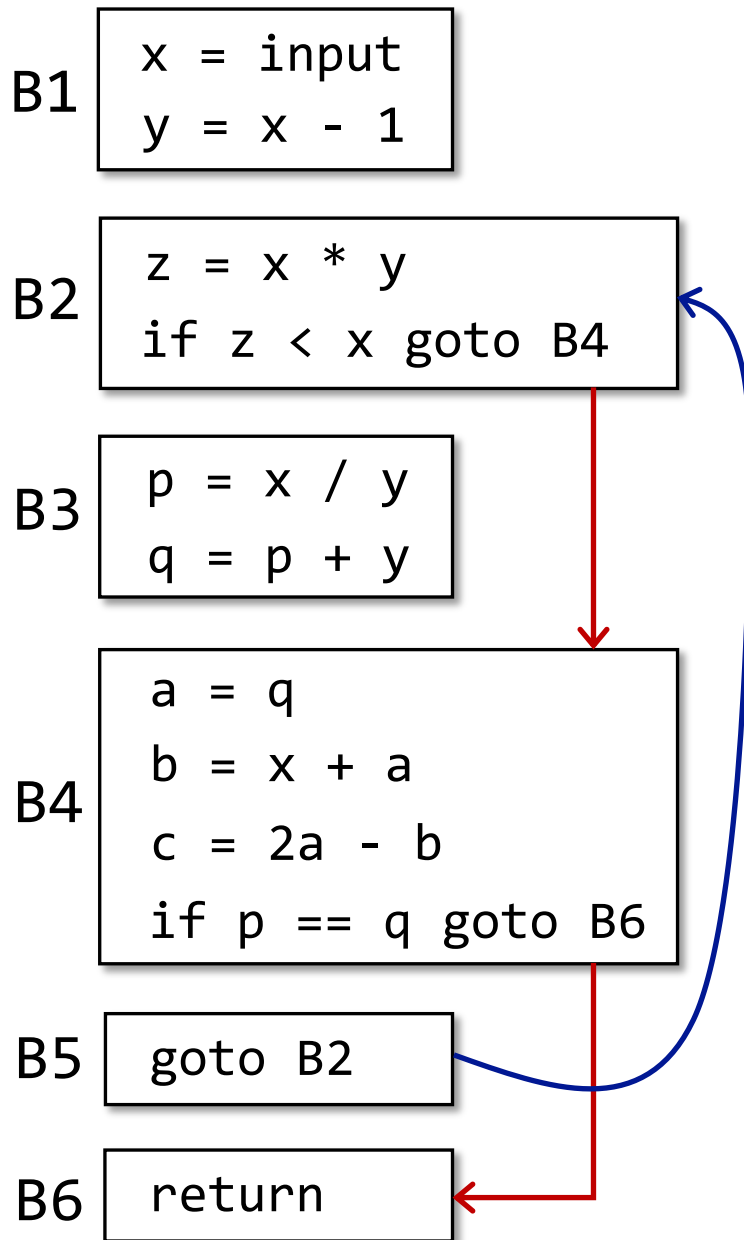 B1
x = input
y = x - 1
B2
z = x * y
if z < x goto B4
B3
p = x / y
q = p + y
B4
a = q
b = x + a
c = 2a - b
if p == q goto B6
B5
goto B2
B6
return